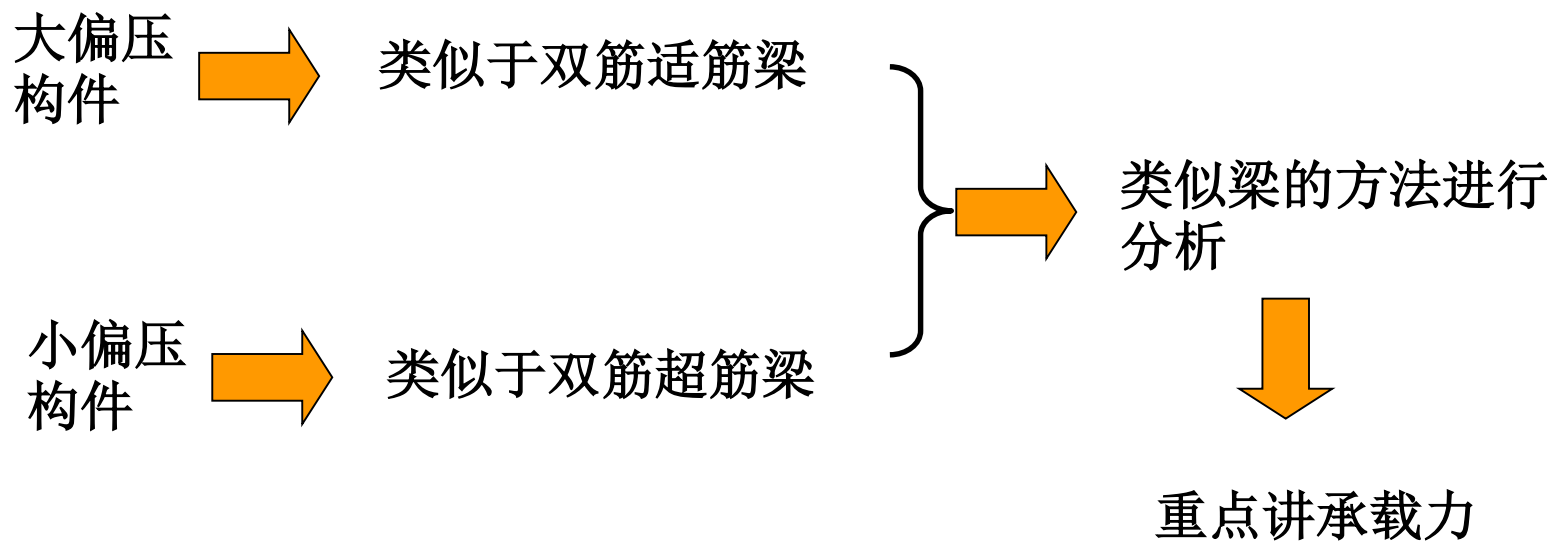 大偏压
构件
类似于双筋适筋梁
类似梁的方法进行
分析
小偏压
构件
类似于双筋超筋梁
重点讲承载力